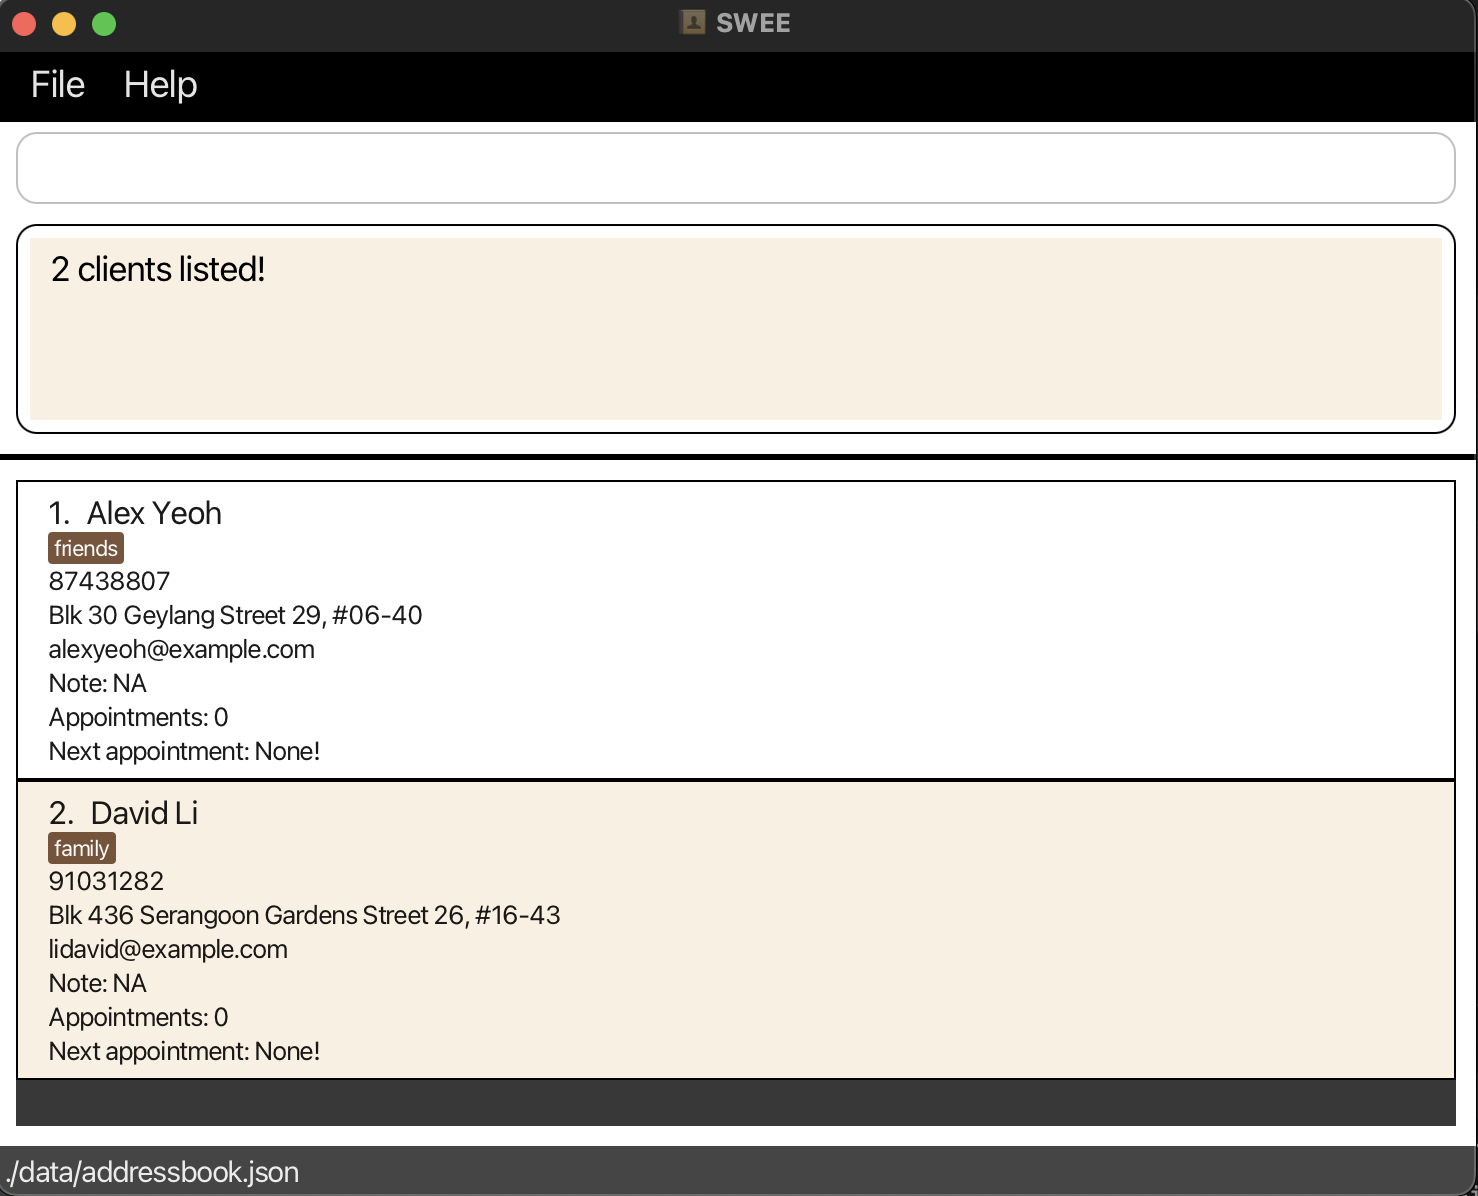 SWEE
File Help
2 clients listed!
1. Alex Yeoh
friends
87438807
Blk 30 Geylang Street 29, #06-40
alexyeoh@example.com
Note: NA
Appointments: 0
Next appointment: None!
2. David Li
family
91031282
Blk 436 Serangoon Gardens Street 26, #16-43
lidavid@example.com
Note: NA
Appointments: 0
Next appointment: None!
./data/addressbook.json